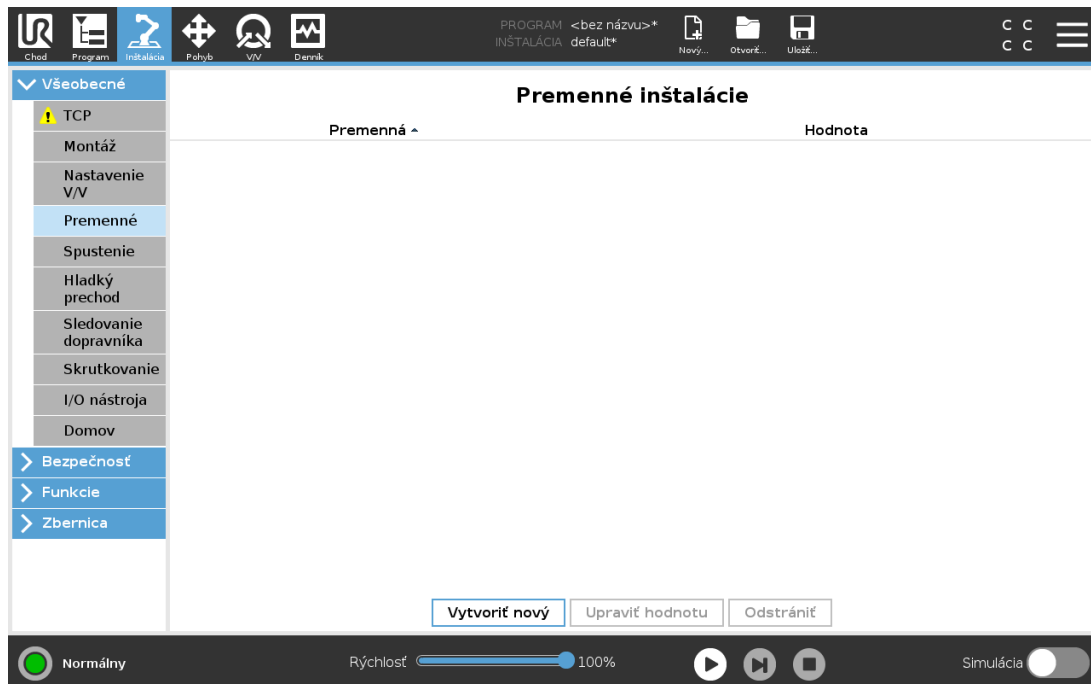 PROGRAM <bez názvu>*
INŠTALÁCIA default*
Chod Program Inštalácia Pohyb V/V Denník
Nový... Otvoriť... Uložiť...
C C
C C
Všeobecné
TCP
Montáž
Nastavenie
V/V
Premenné
Spustenie
Hladký
prechod
Sledovanie
dopravníka
Skrutkovanie
I/O nástroja
Domov
Bezpečnosť
Funkcie
Zbernica
Premenné inštalácie
Premenná Hodnota
Vytvoriť nový Upraviť hodnotu Odstrániť
Normálny Rýchlosť 100% Simulácia